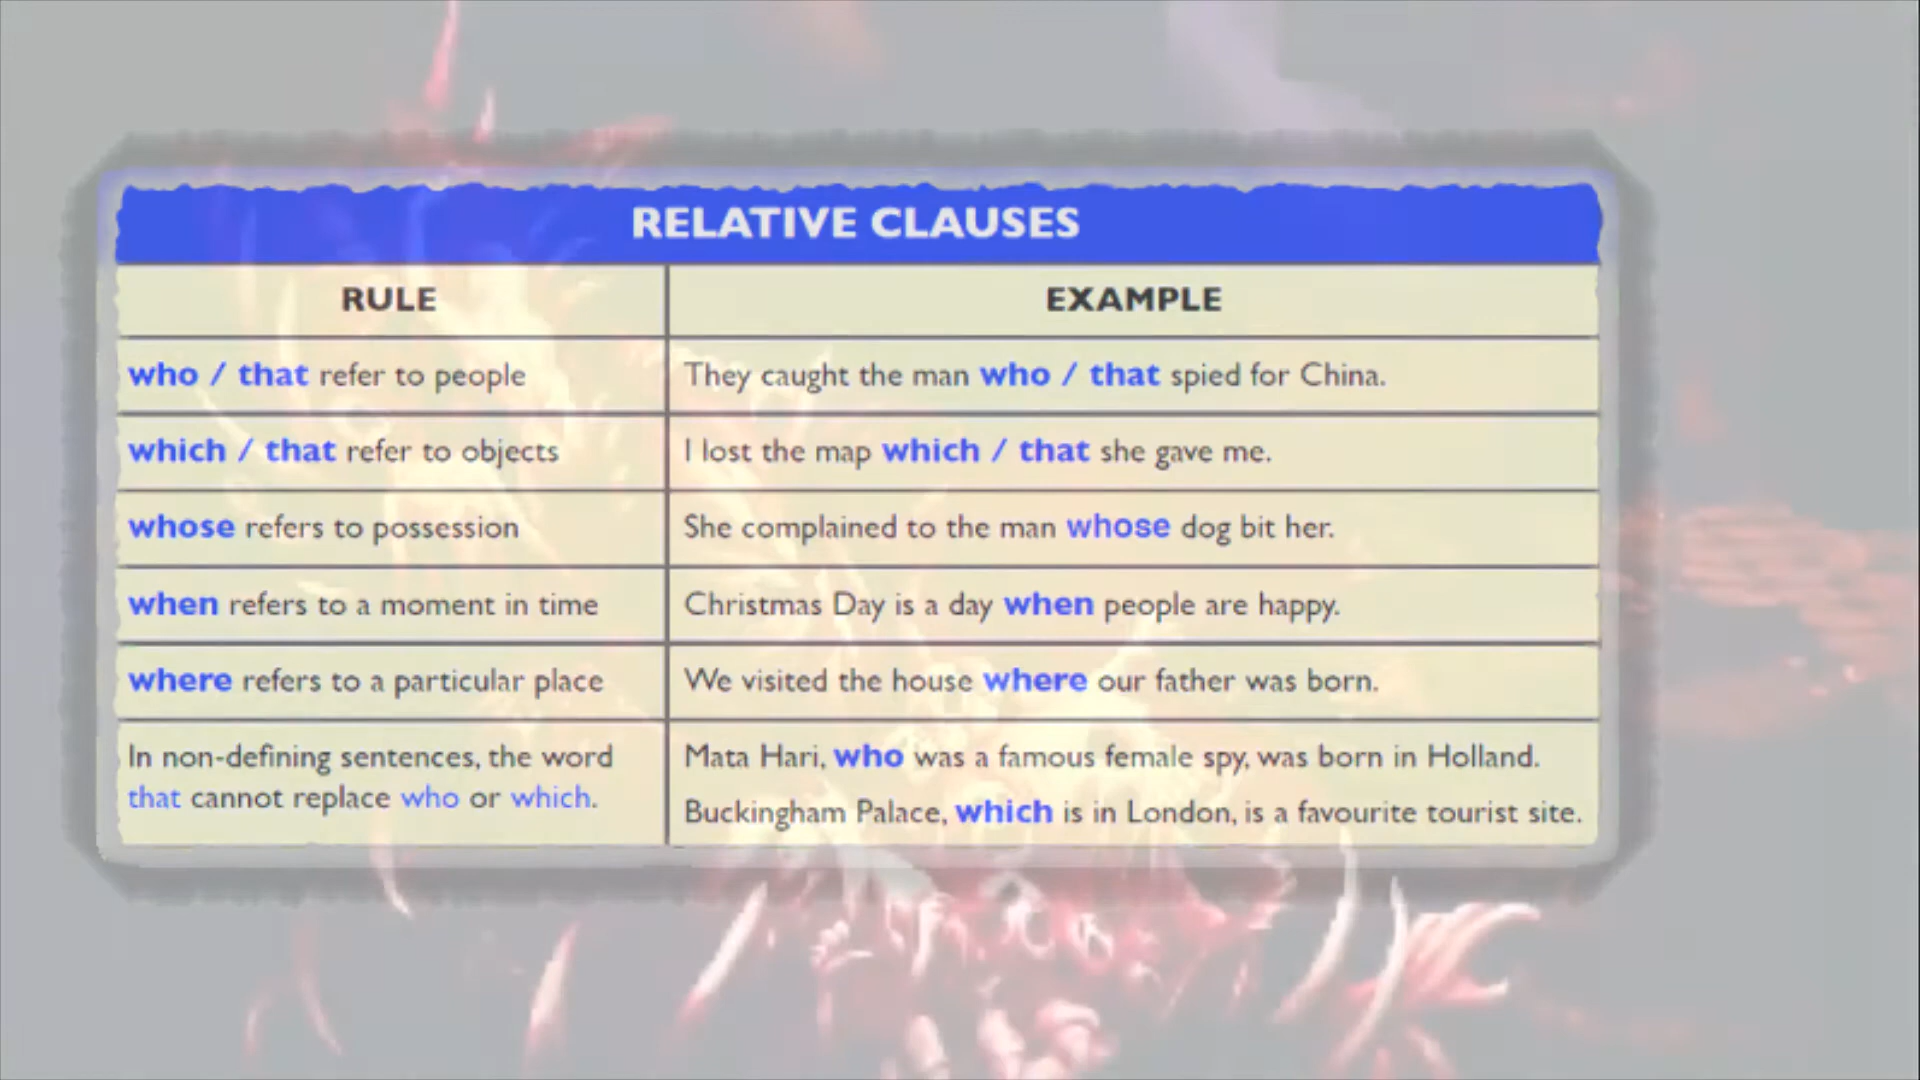 RELATIVE CLAUSES
RULE
EXAMPLE
who / that refer to people
They caught the man who / that spied for China.
which / that refer to objects
I lost the map which / that she gave me.
whose refers to possession
She complained to the man whose dog bit her.
when refers to a moment in time
Christmas Day is a day when people are happy.
where refers to a particular place
We visited the house where our father was born.
In non-defining sentences, the word
that cannot replace who or which.
Mata Hari, who was a famous female spy, was born in Holland.
Buckingham Palace, which is in London, is a favourite tourist site.